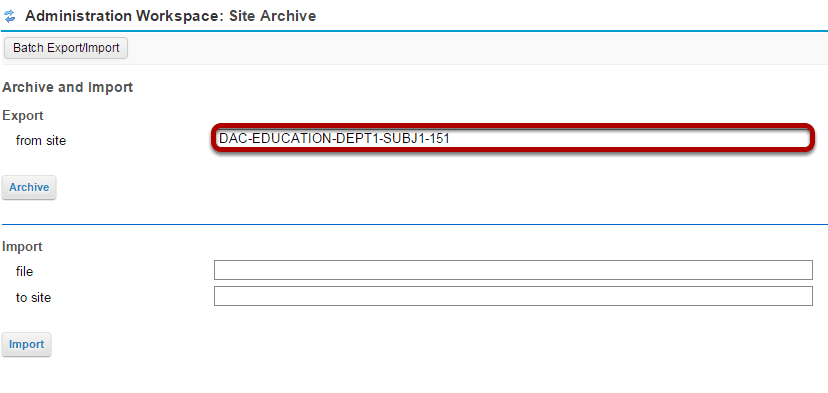 Administration Workspace: Site Archive
Batch Export/Import
Archive and Import
Export
from site DAC-EDUCATION-DEPT1-SUBJ1-151
Archive
Import
file
to site
Import